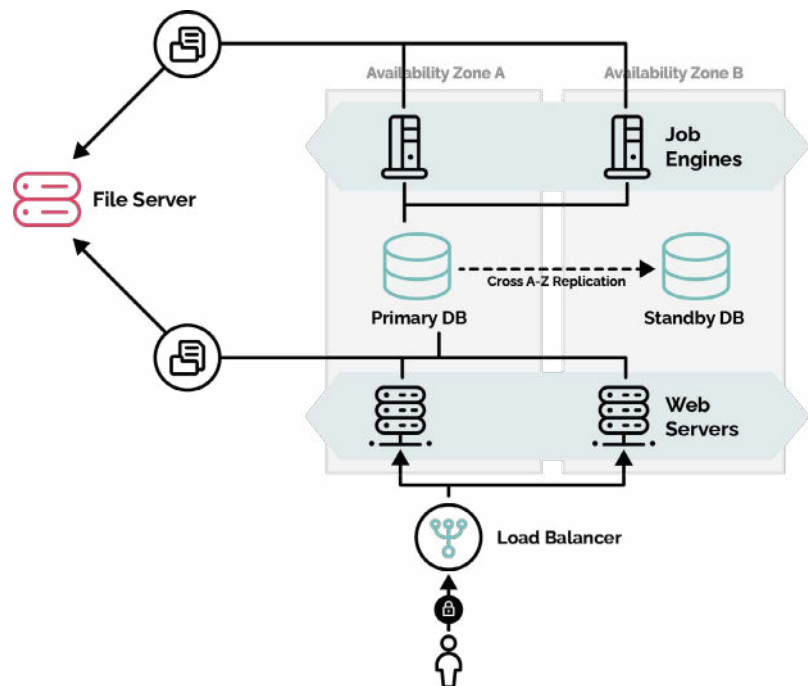 Availability Zone A
Availability Zone B
Job
Engines
File Server
Cross A-Z Replication
Primary DB
Standby DB
Web
Servers
Load Balancer